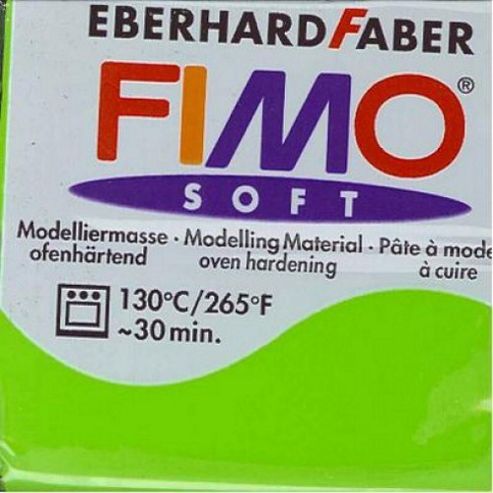 EBERHARDFABER
FIMO®
SOFT
Modelliermasse · Modelling Material · Pâte à mode
ofenhärtend oven hardening à cuire
130°C/265°F
~30 min.